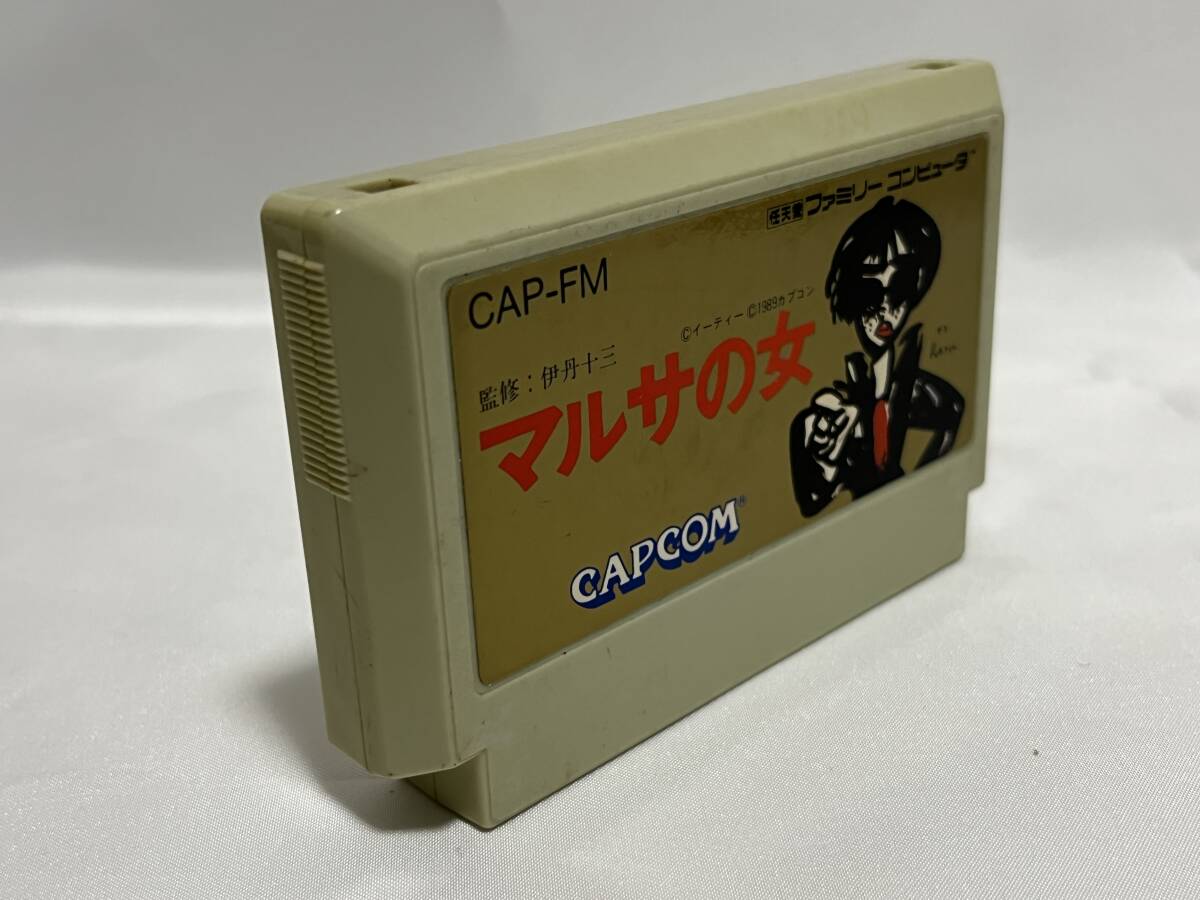 任天堂 ファミリー コンピュータ™
CAP-FM
©イーティー ©1989カプコン
監修:伊丹十三
マルサの女
CAPCOM®